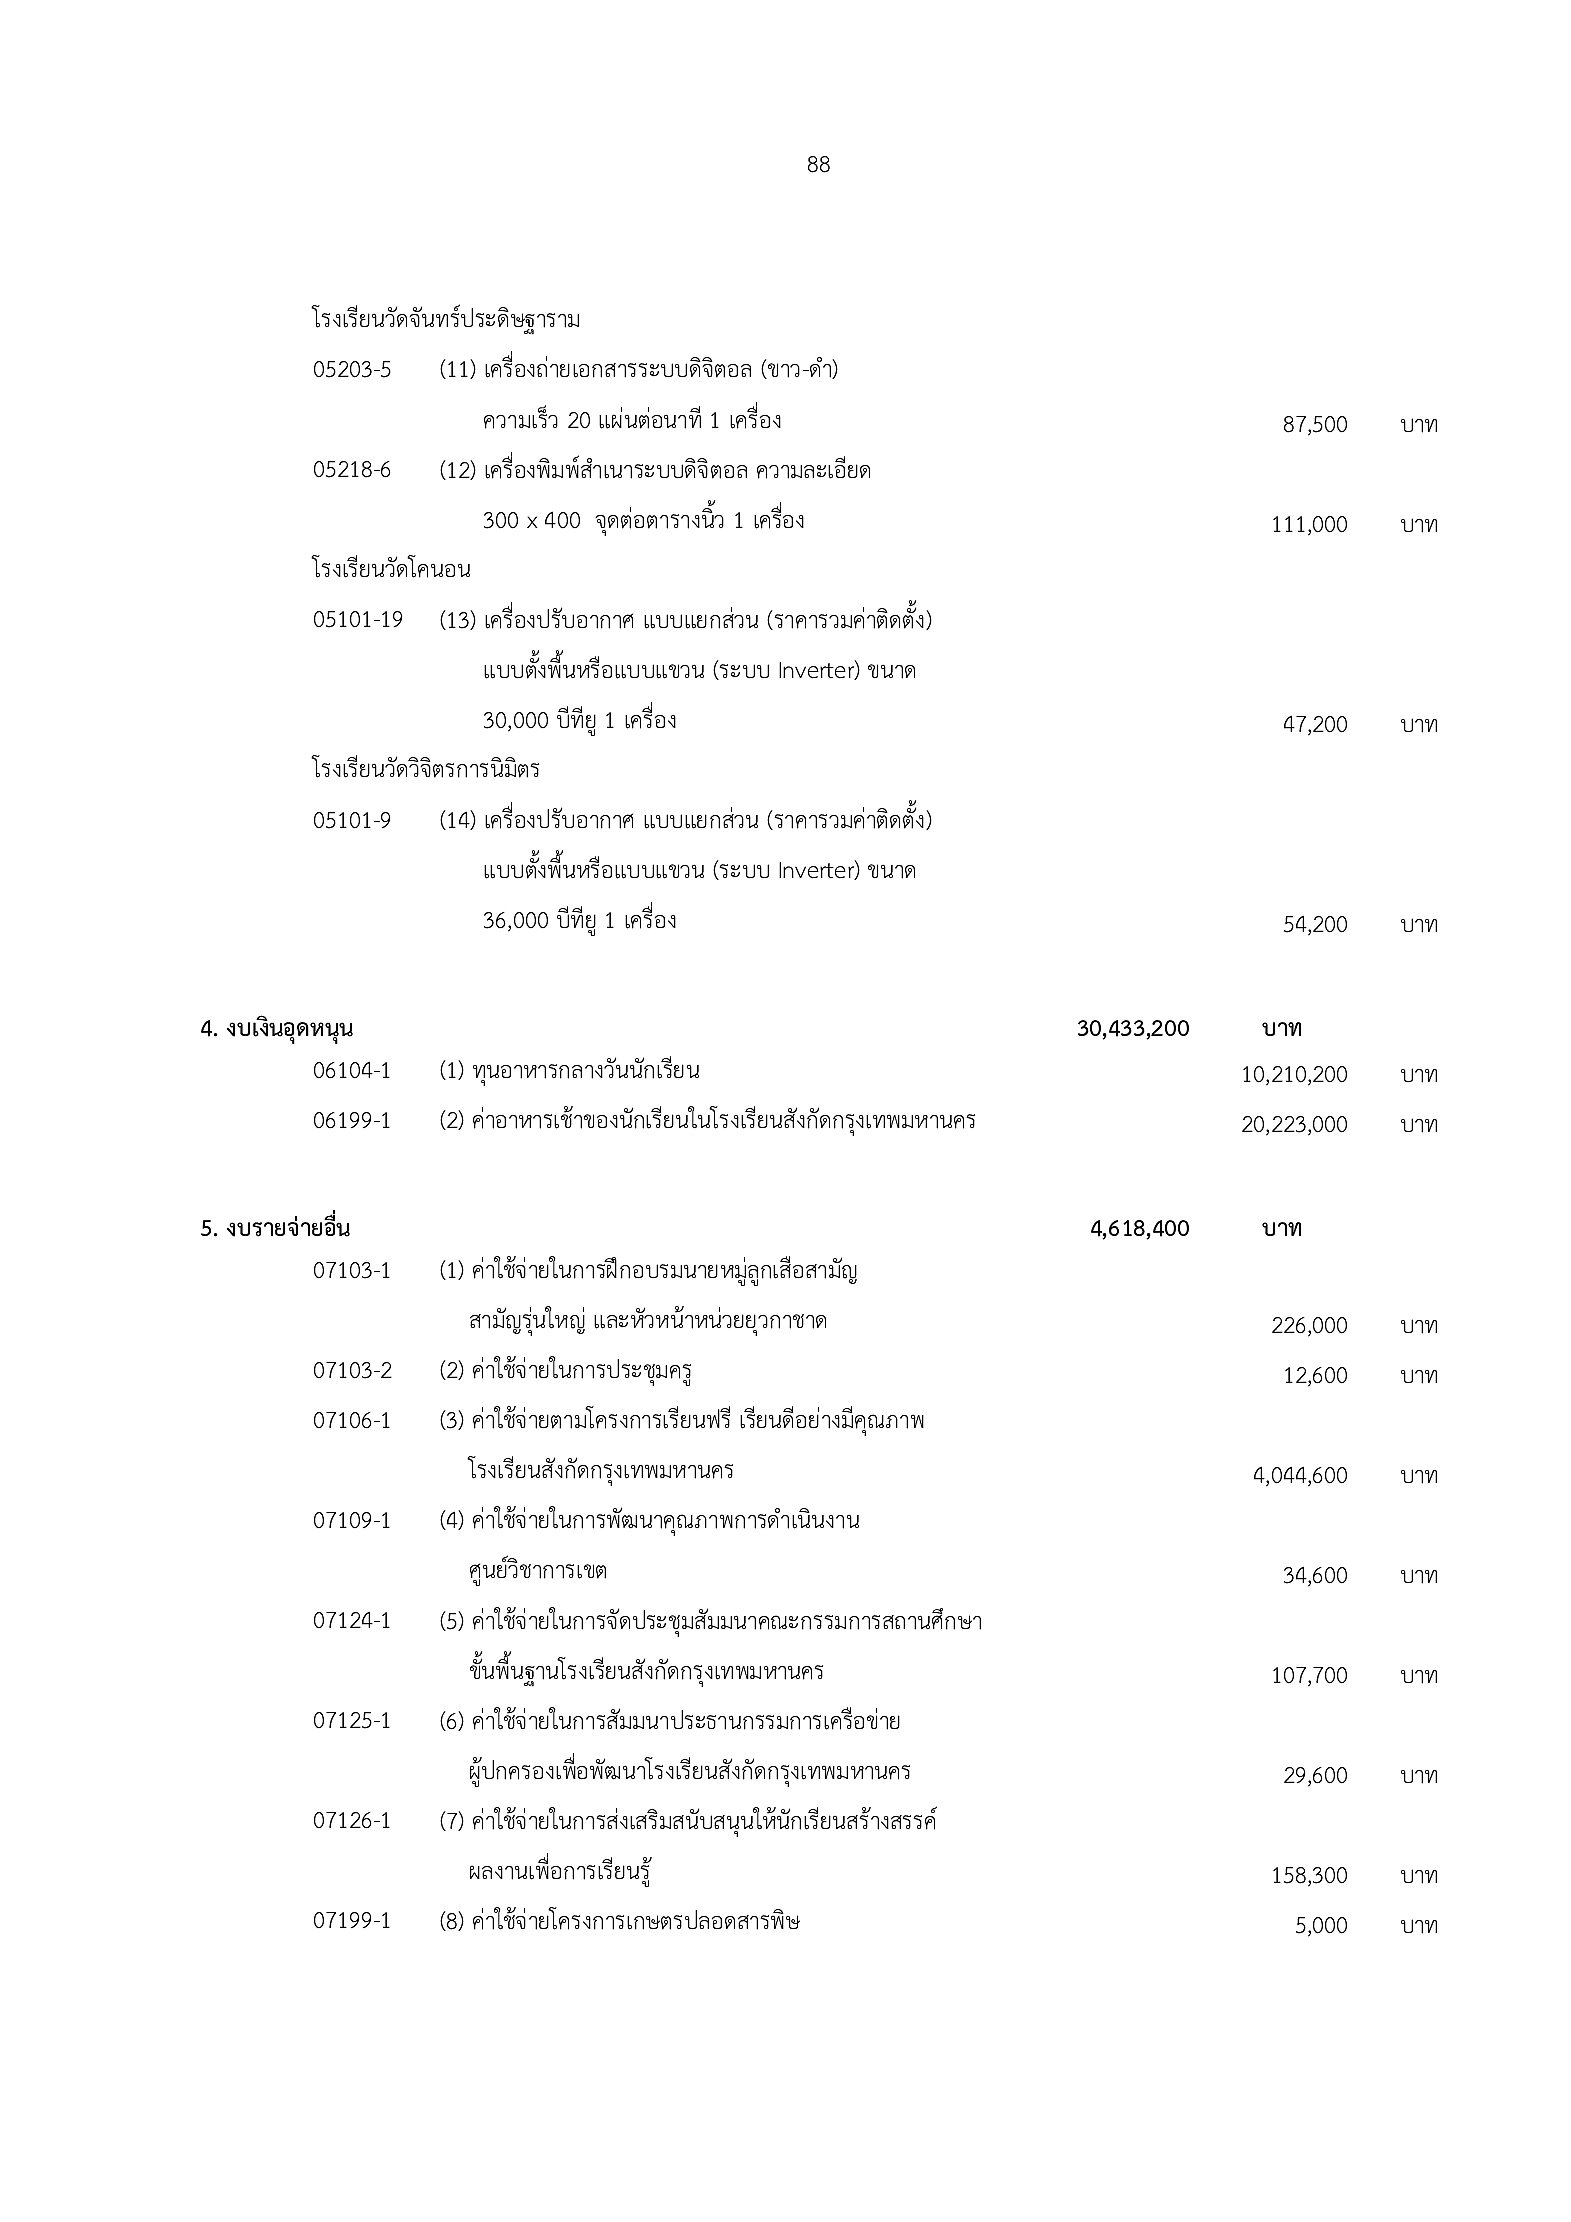 88
โรงเรียนวัดจันทร์ประดิษฐาราม
05203-5 (11) เครื่องถ่ายเอกสารระบบดิจิตอล (ขาว-ดำ)
ความเร็ว 20 แผ่นต่อนาที 1 เครื่อง 87,500 บาท
05218-6 (12) เครื่องพิมพ์สำเนาระบบดิจิตอล ความละเอียด
300 x 400 จุดต่อตารางนิ้ว 1 เครื่อง 111,000 บาท
โรงเรียนวัดโคนอน
05101-19 (13) เครื่องปรับอากาศ แบบแยกส่วน (ราคารวมค่าติดตั้ง)
แบบตั้งพื้นหรือแบบแขวน (ระบบ Inverter) ขนาด
30,000 บีทียู 1 เครื่อง 47,200 บาท
โรงเรียนวัดวิจิตรการนิมิตร
05101-9 (14) เครื่องปรับอากาศ แบบแยกส่วน (ราคารวมค่าติดตั้ง)
แบบตั้งพื้นหรือแบบแขวน (ระบบ Inverter) ขนาด
36,000 บีทียู 1 เครื่อง 54,200 บาท
4. งบเงินอุดหนุน 30,433,200 บาท
06104-1 (1) ทุนอาหารกลางวันนักเรียน 10,210,200 บาท
06199-1 (2) ค่าอาหารเช้าของนักเรียนในโรงเรียนสังกัดกรุงเทพมหานคร 20,223,000 บาท
5. งบรายจ่ายอื่น 4,618,400 บาท
07103-1 (1) ค่าใช้จ่ายในการฝึกอบรมนายหมู่ลูกเสือสามัญ
สามัญรุ่นใหญ่ และหัวหน้าหน่วยยุวกาชาด 226,000 บาท
07103-2 (2) ค่าใช้จ่ายในการประชุมครู 12,600 บาท
07106-1 (3) ค่าใช้จ่ายตามโครงการเรียนฟรี เรียนดีอย่างมีคุณภาพ
โรงเรียนสังกัดกรุงเทพมหานคร 4,044,600 บาท
07109-1 (4) ค่าใช้จ่ายในการพัฒนาคุณภาพการดำเนินงาน
ศูนย์วิชาการเขต 34,600 บาท
07124-1 (5) ค่าใช้จ่ายในการจัดประชุมสัมมนาคณะกรรมการสถานศึกษา
ขั้นพื้นฐานโรงเรียนสังกัดกรุงเทพมหานคร 107,700 บาท
07125-1 (6) ค่าใช้จ่ายในการสัมมนาประธานกรรมการเครือข่าย
ผู้ปกครองเพื่อพัฒนาโรงเรียนสังกัดกรุงเทพมหานคร 29,600 บาท
07126-1 (7) ค่าใช้จ่ายในการส่งเสริมสนับสนุนให้นักเรียนสร้างสรรค์
ผลงานเพื่อการเรียนรู้ 158,300 บาท
07199-1 (8) ค่าใช้จ่ายโครงการเกษตรปลอดสารพิษ 5,000 บาท